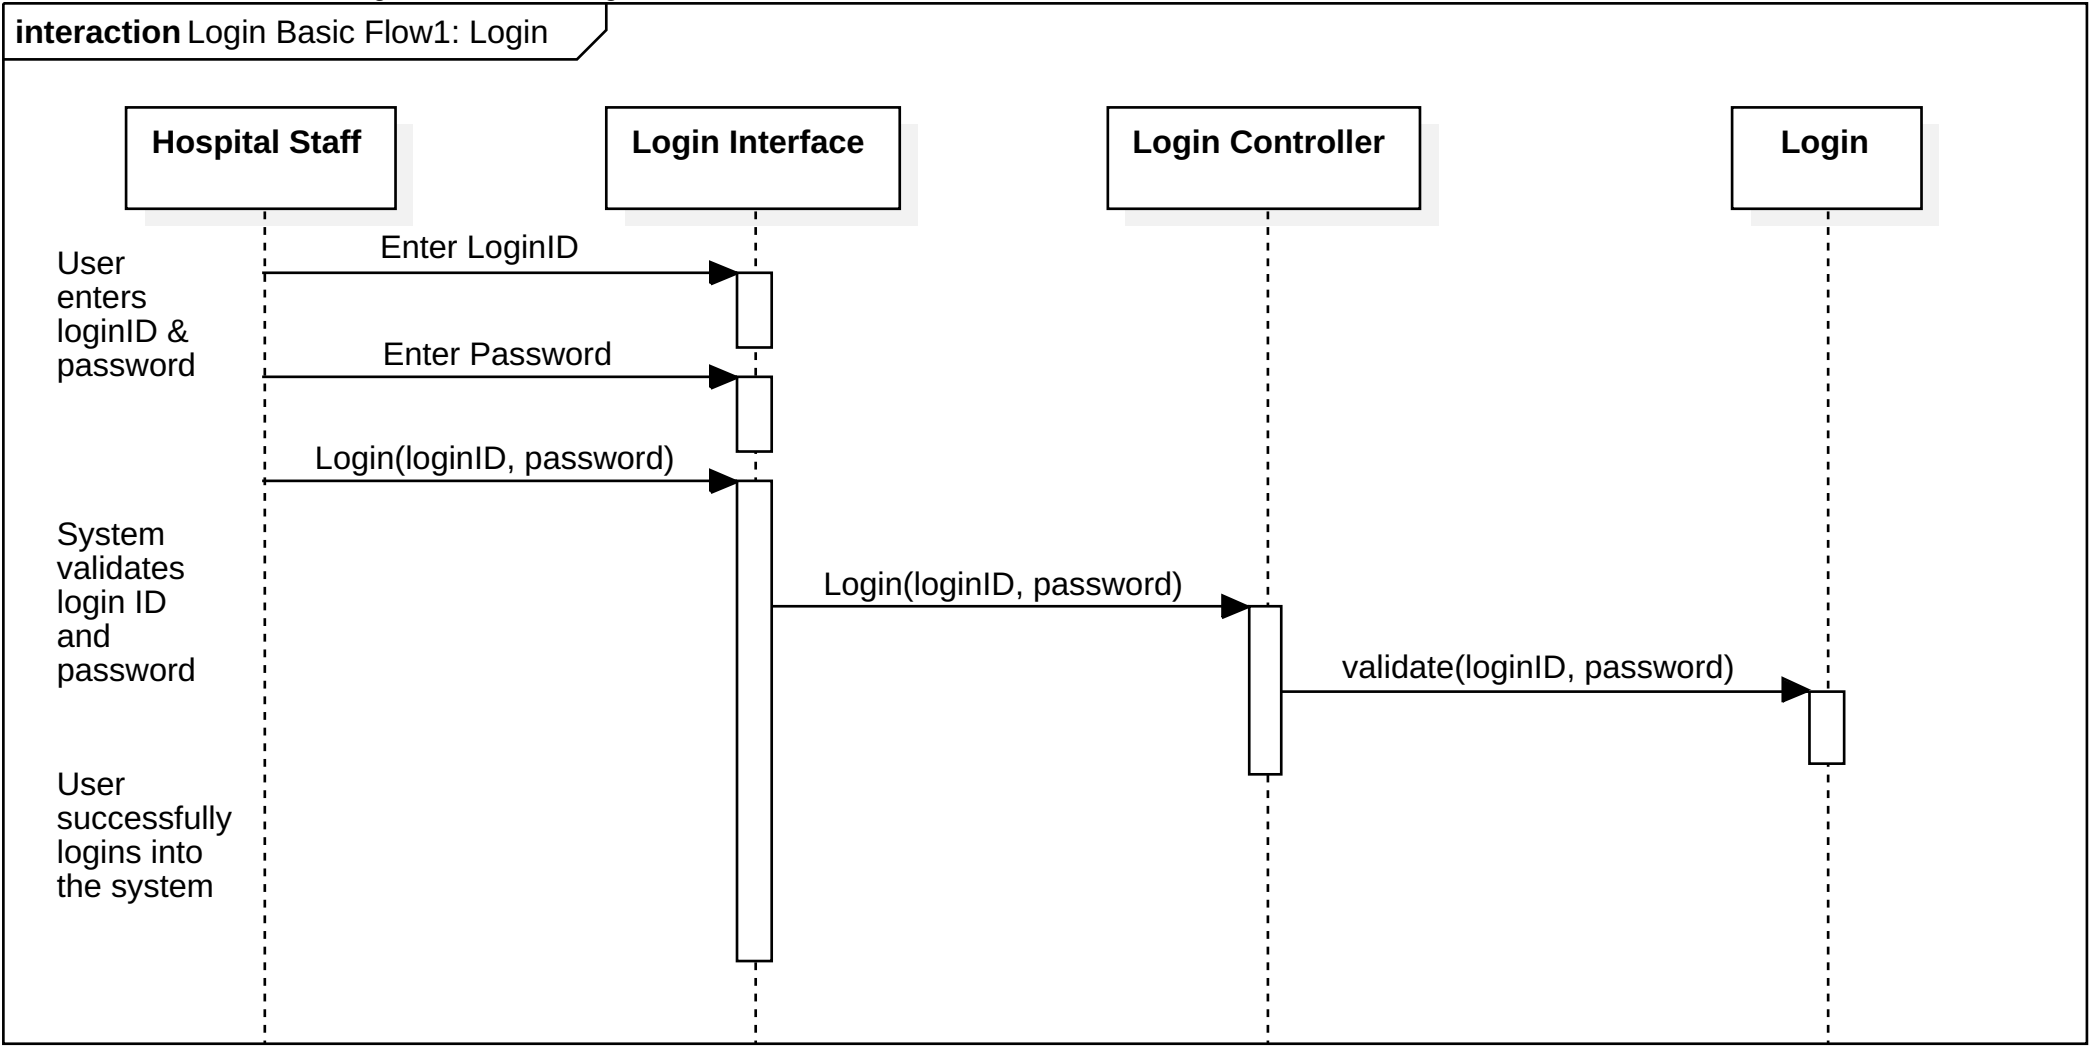 interaction Login Basic Flow1: Login
Hospital Staff
Login Interface
Login Controller
Login
User
enters
loginID &
password
Enter LoginID
Enter Password
Login(loginID, password)
System
validates
login ID
and
password
Login(loginID, password)
validate(loginID, password)
User
successfully
logins into
the system